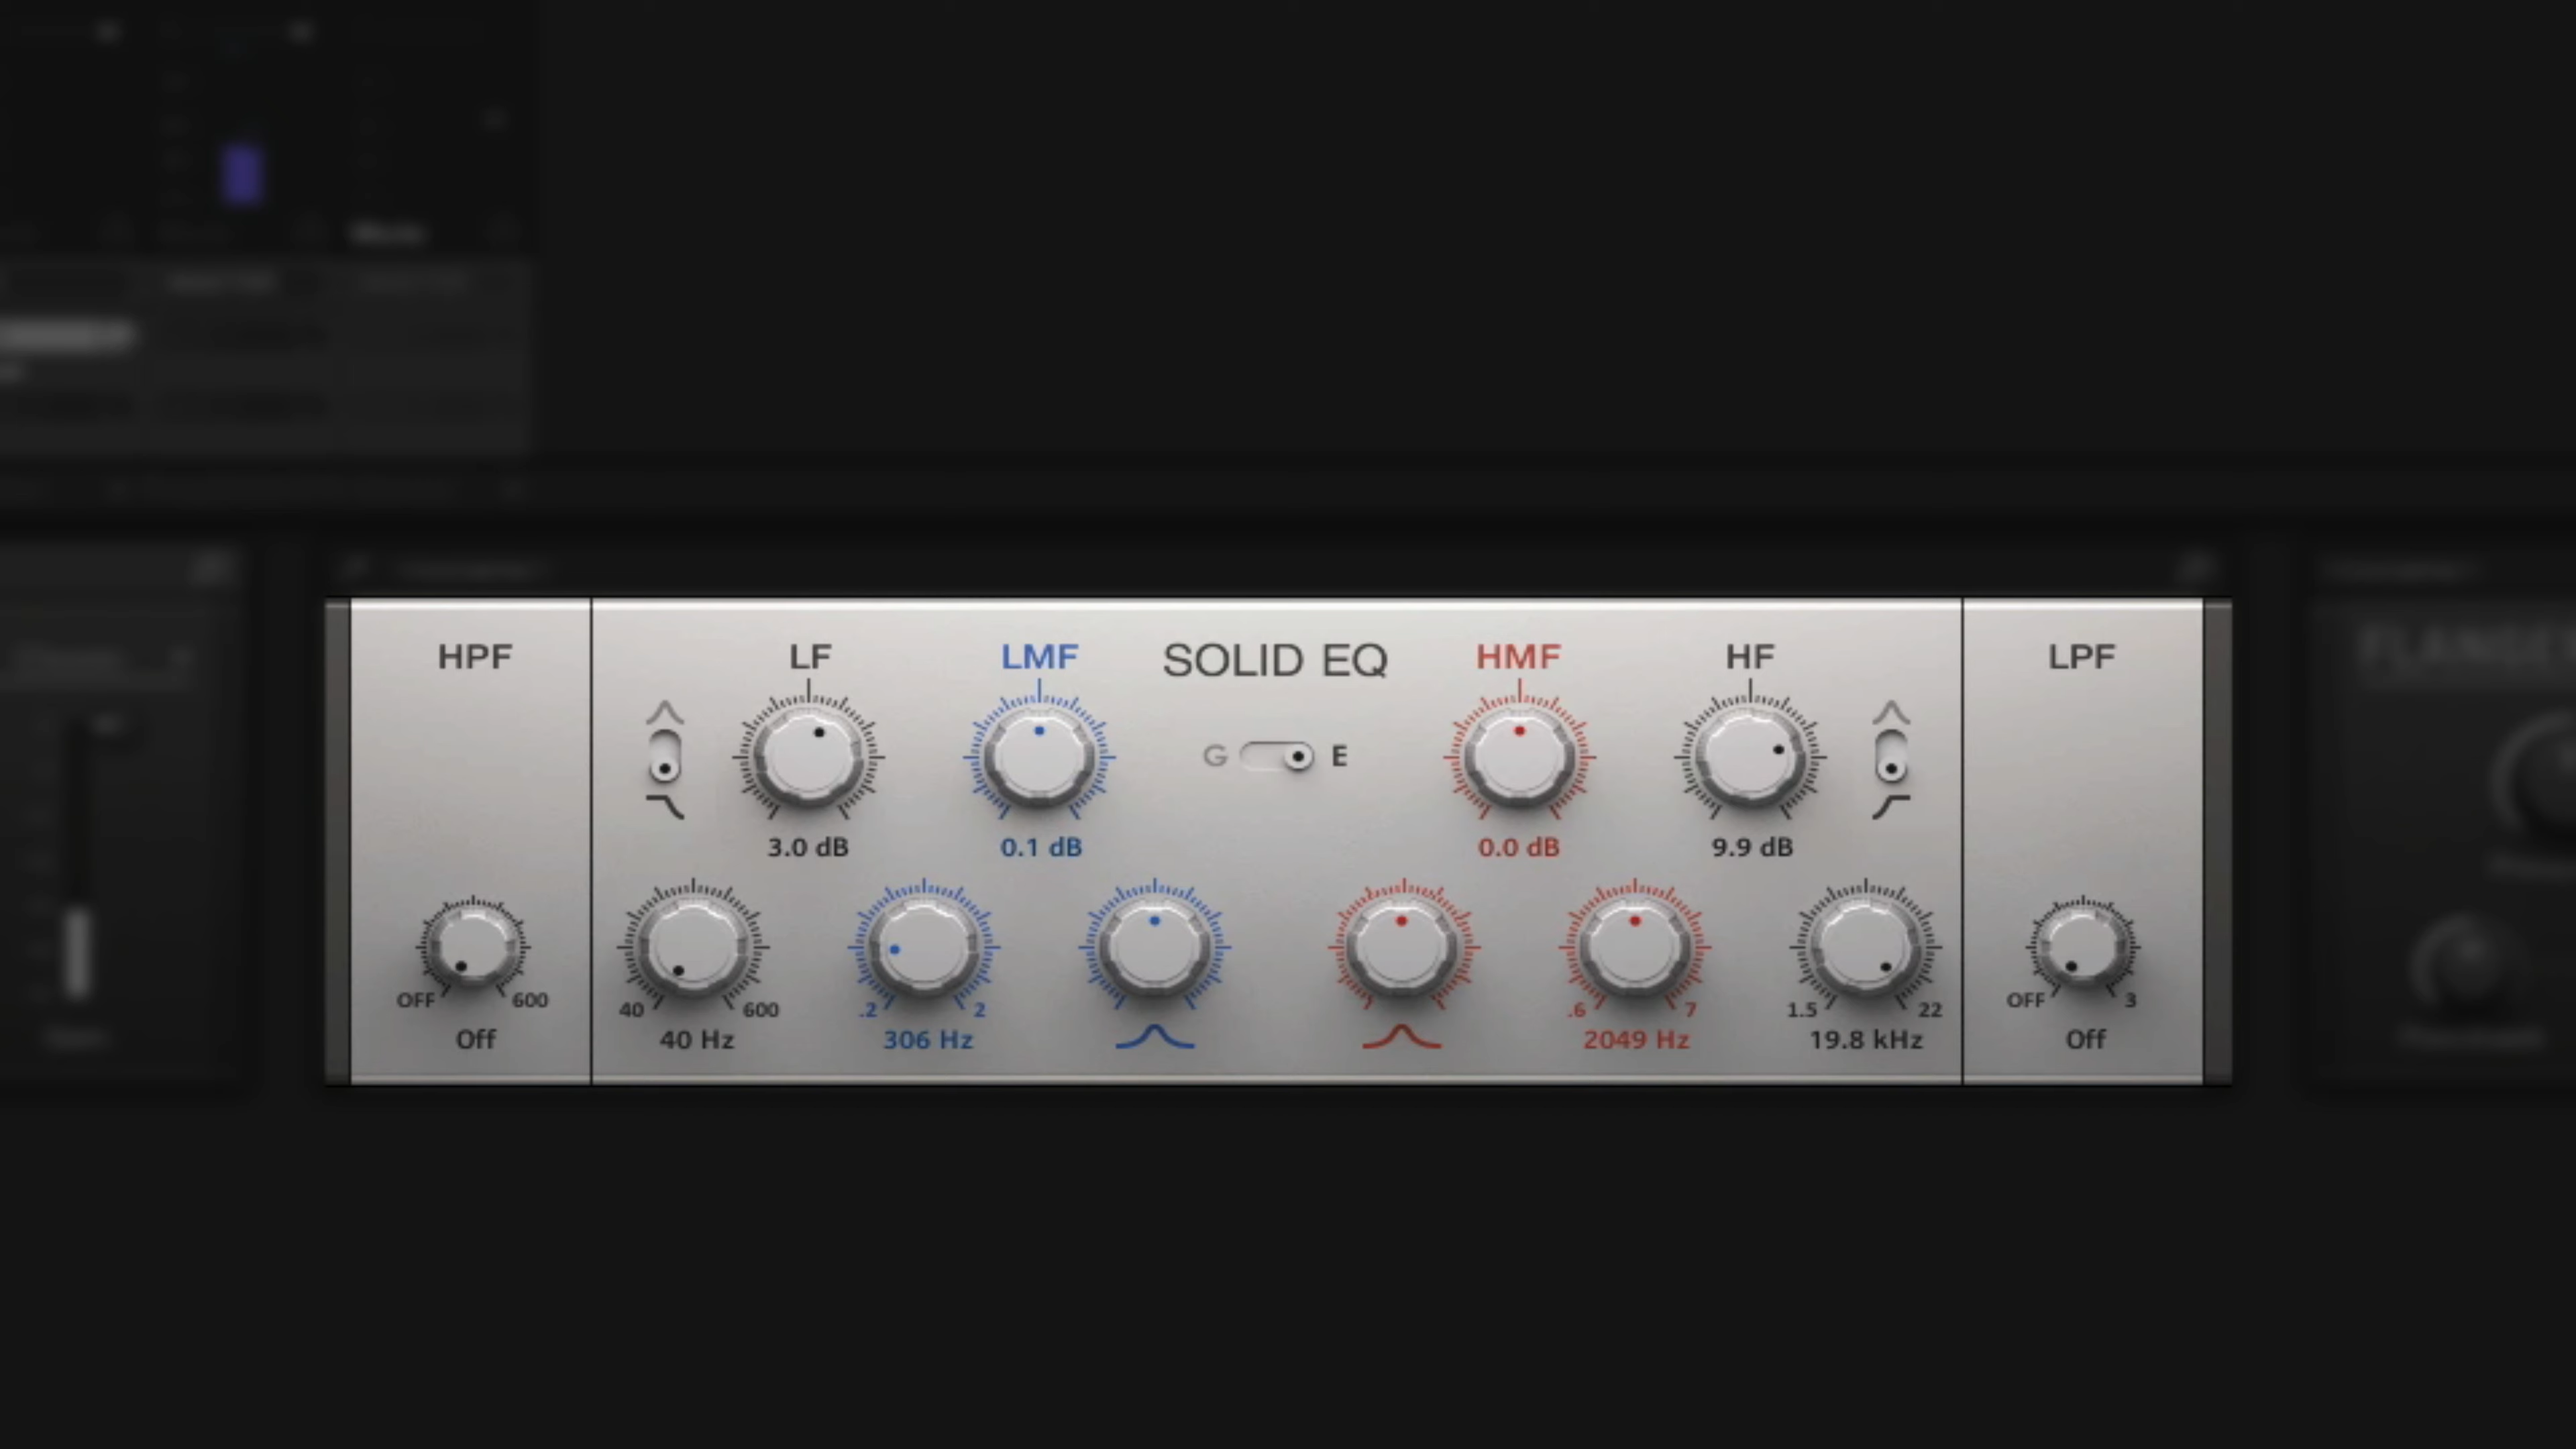 HPF
LF
LMF
SOLID EQ
HMF
HF
LPF
G
E
3.0 dB
0.1 dB
0.0 dB
9.9 dB
OFF 600
40 600
.2 2
.6 7
1.5 22
OFF 3
Off
40 Hz
306 Hz
2049 Hz
19.8 kHz
Off